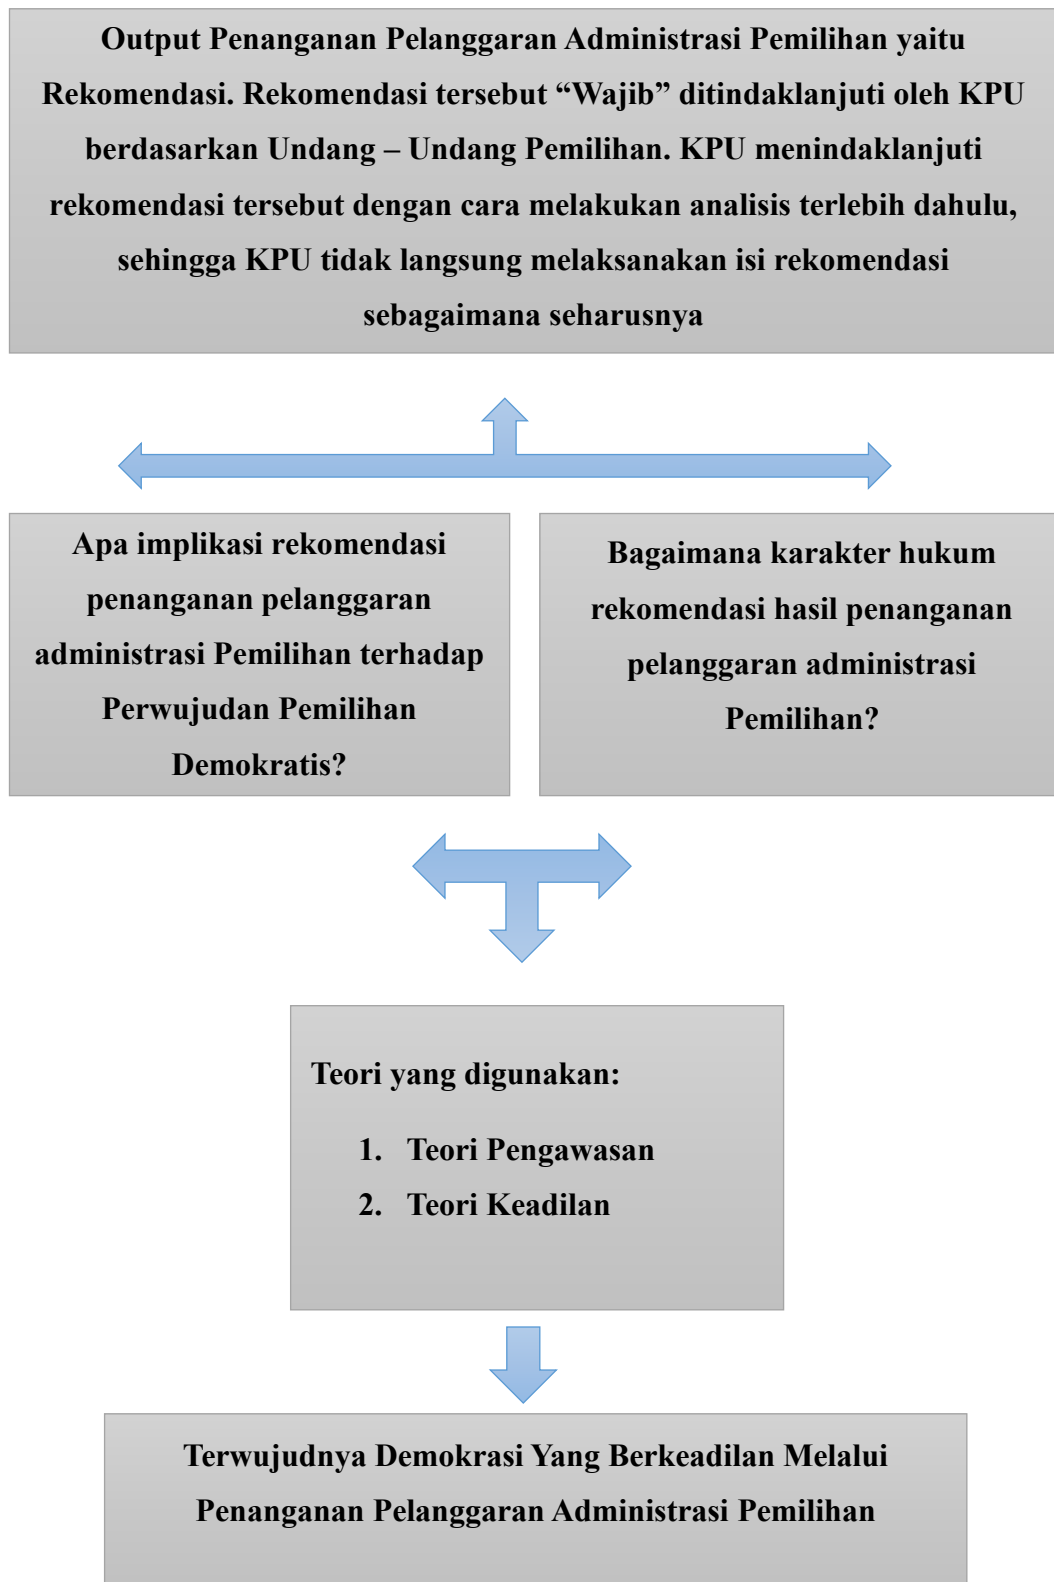 Output Penanganan Pelanggaran Administrasi Pemilihan yaitu
Rekomendasi. Rekomendasi tersebut “Wajib” ditindaklanjuti oleh KPU
berdasarkan Undang – Undang Pemilihan. KPU menindaklanjuti
rekomendasi tersebut dengan cara melakukan analisis terlebih dahulu,
sehingga KPU tidak langsung melaksanakan isi rekomendasi
sebagaimana seharusnya
Apa implikasi rekomendasi
penanganan pelanggaran
administrasi Pemilihan terhadap
Perwujudan Pemilihan
Demokratis?
Bagaimana karakter hukum
rekomendasi hasil penanganan
pelanggaran administrasi
Pemilihan?
Teori yang digunakan:
1. Teori Pengawasan
2. Teori Keadilan
Terwujudnya Demokrasi Yang Berkeadilan Melalui
Penanganan Pelanggaran Administrasi Pemilihan